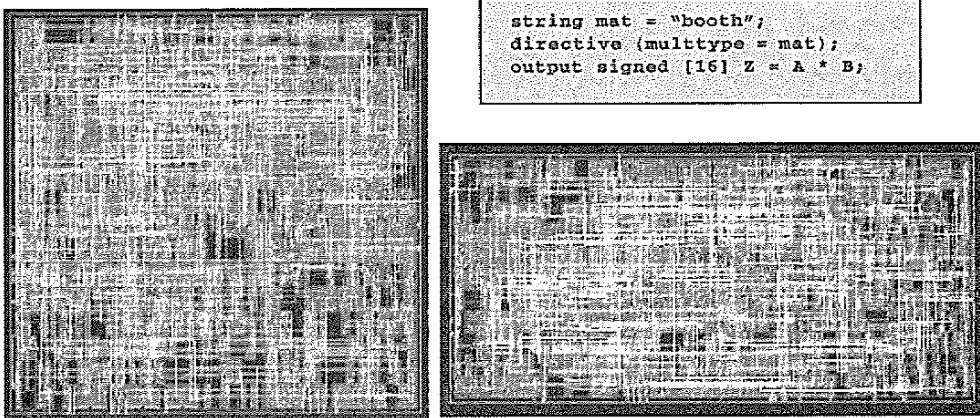 string mat = “booth”;
directive (multtype = mat);
output signed [16] Z = A * B;